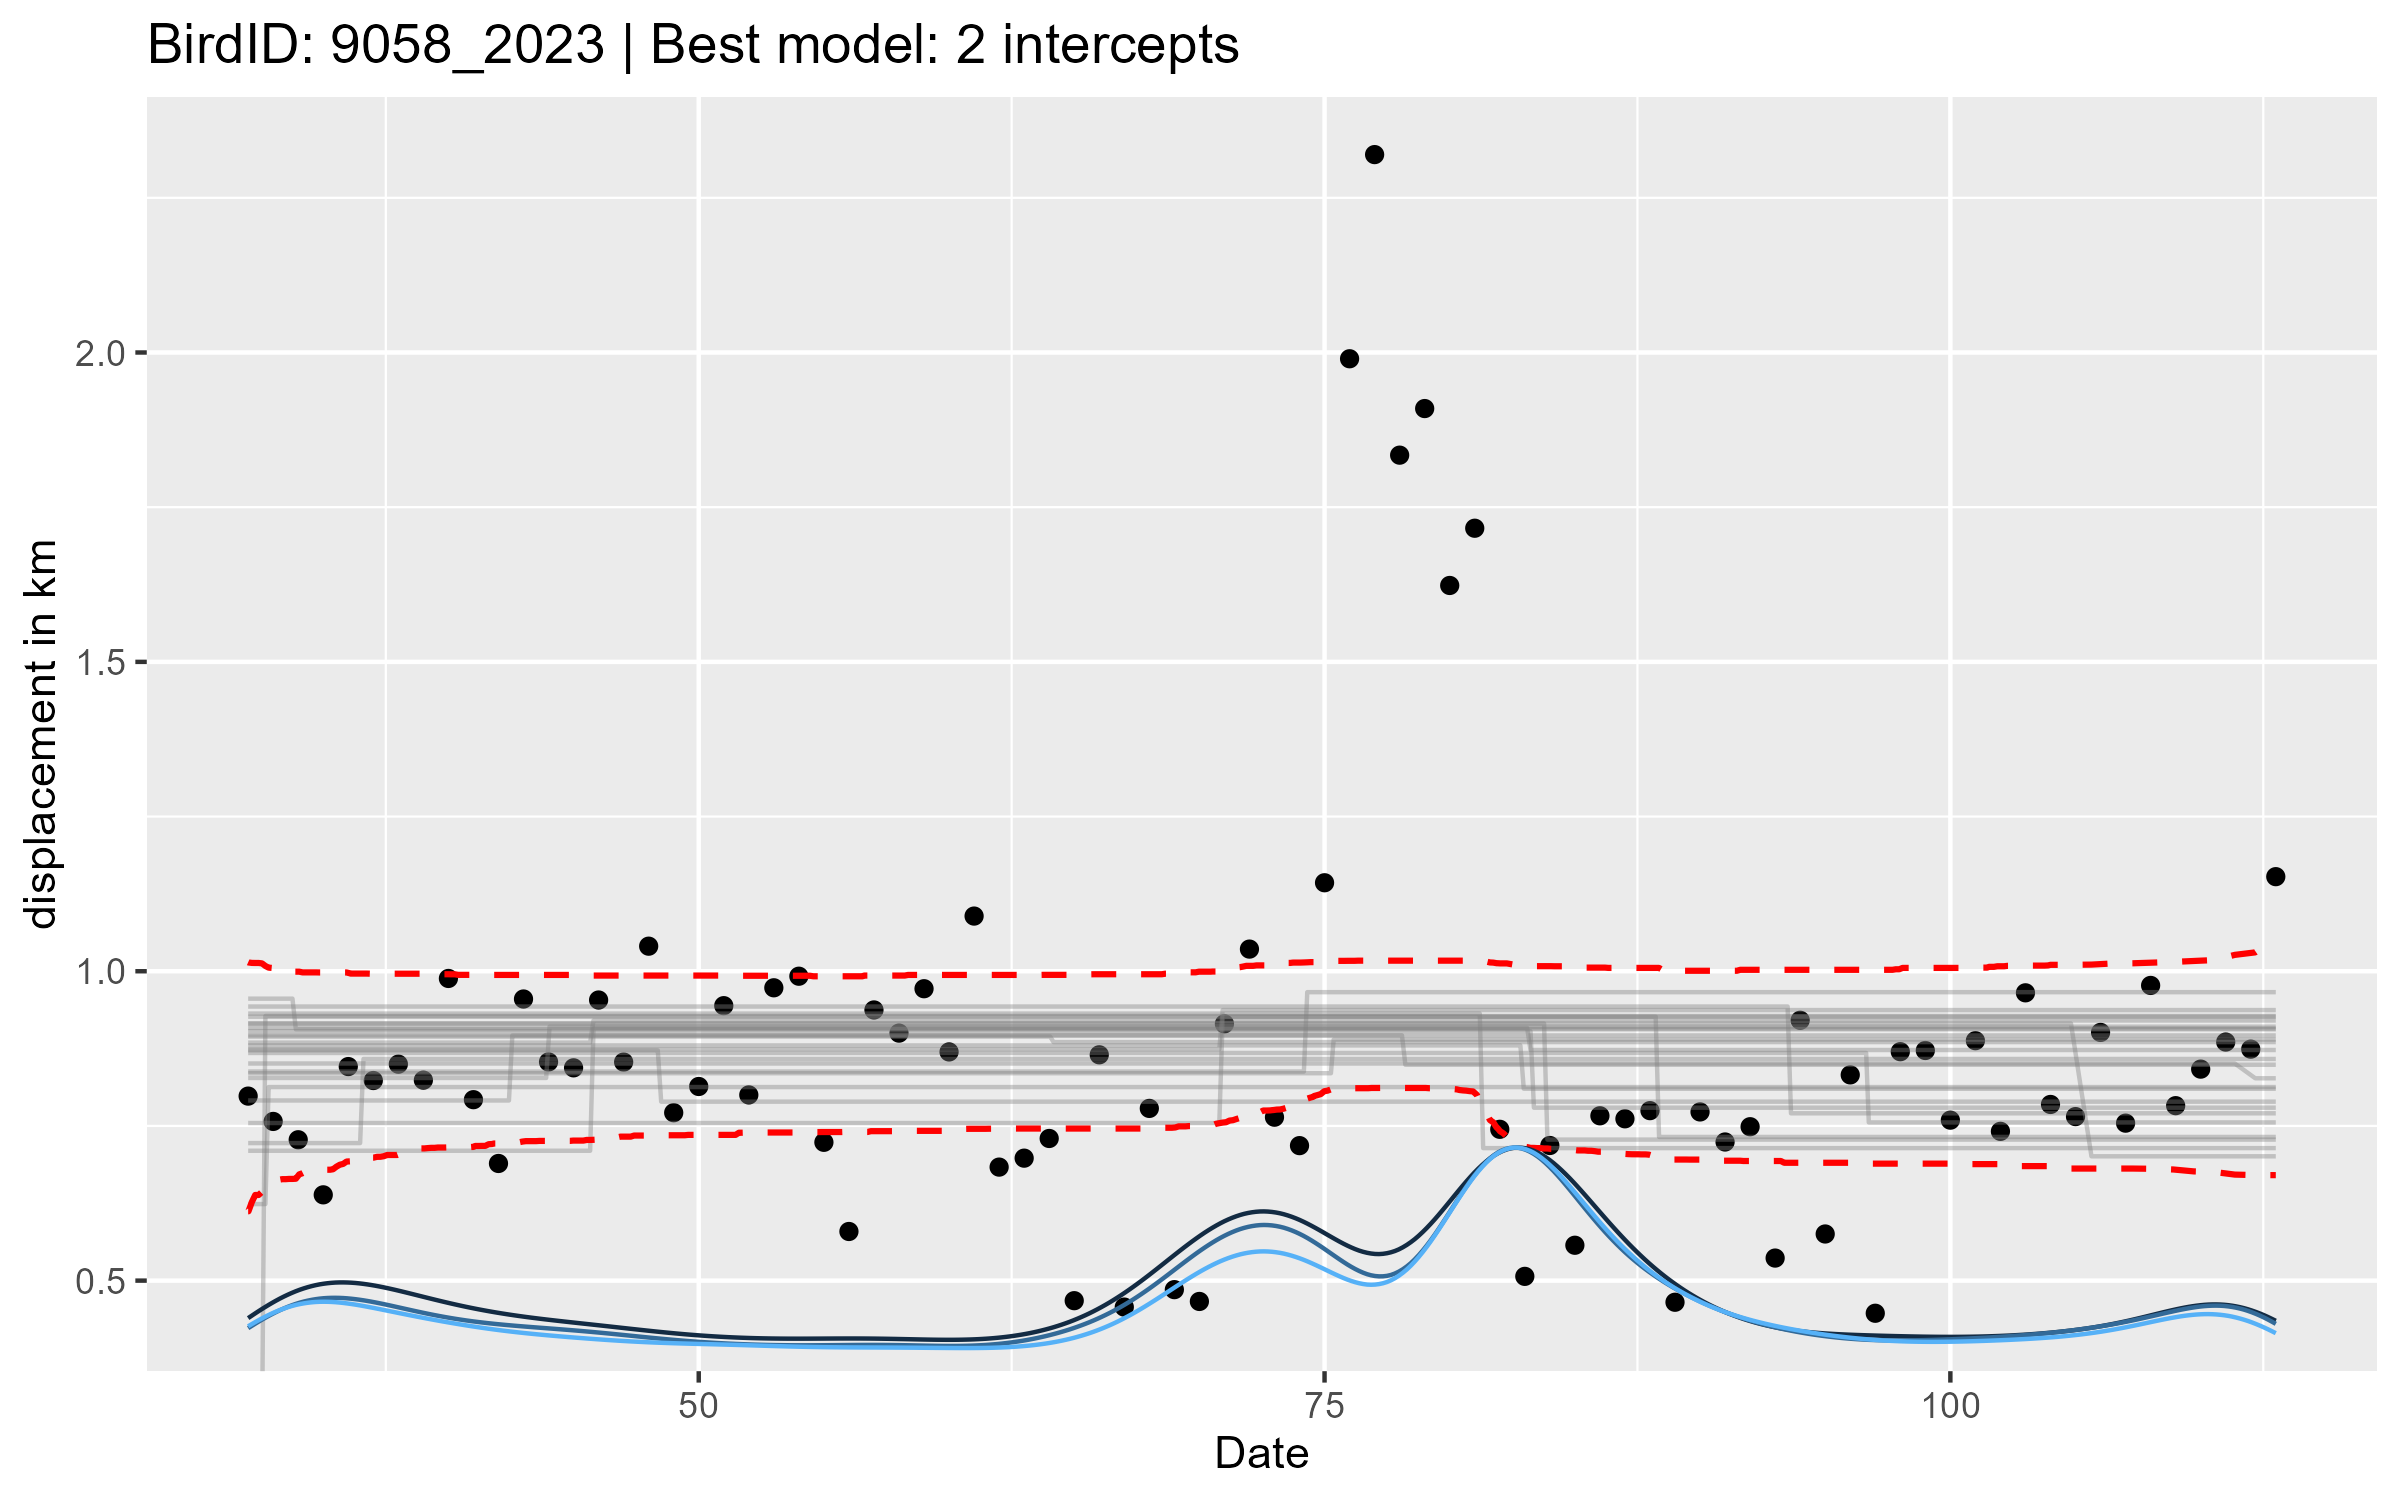 BirdID: 9058_2023 | Best model: 2 intercepts
displacement in km
2.0
1.5
1.0
0.5
50
75
100
Date